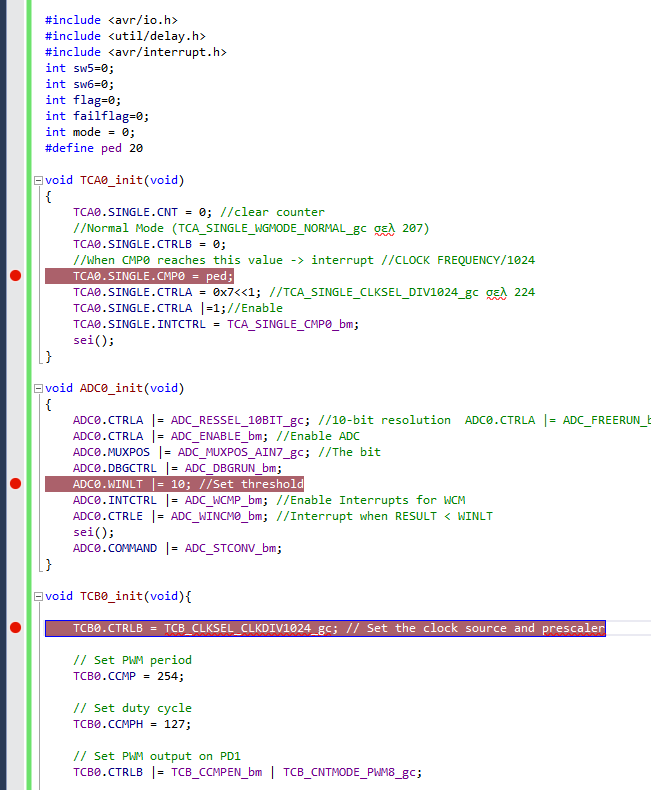 #include <avr/io.h>
#include <util/delay.h>
#include <avr/interrupt.h>
int sw5=0;
int sw6=0;
int flag=0;
int failflag=0;
int mode = 0;
#define ped 20
void TCA0_init(void)
{
TCA0.SINGLE.CNT = 0; //clear counter
//Normal Mode (TCA_SINGLE_WGMODE_NORMAL_gc σελ 207)
TCA0.SINGLE.CTRLB = 0;
//When CMP0 reaches this value -> interrupt //CLOCK FREQUENCY/1024
TCA0.SINGLE.CMP0 = ped;
TCA0.SINGLE.CTRLA = 0x7<<1; //TCA_SINGLE_CLKSEL_DIV1024_gc σελ 224
TCA0.SINGLE.CTRLA |=1;//Enable
TCA0.SINGLE.INTCTRL = TCA_SINGLE_CMP0_bm;
sei();
}
void ADC0_init(void)
{
ADC0.CTRLA |= ADC_RESSEL_10BIT_gc; //10-bit resolution  ADC0.CTRLA |= ADC_FREERUN_b
ADC0.CTRLA |= ADC_ENABLE_bm; //Enable ADC
ADC0.MUXPOS |= ADC_MUXPOS_AIN7_gc; //The bit
ADC0.DBGCTRL |= ADC_DBGRUN_bm;
ADC0.WINLT |= 10; //Set threshold
ADC0.INTCTRL |= ADC_WCMP_bm; //Enable Interrupts for WCM
ADC0.CTRLE |= ADC_WINCM0_bm; //Interrupt when RESULT < WINLT
sei();
ADC0.COMMAND |= ADC_STCONV_bm;
}
void TCB0_init(void){
TCB0.CTRLB = TCB_CLKSEL_CLKDIV1024_gc; // Set the clock source and prescaler
// Set PWM period
TCB0.CCMP = 254;
// Set duty cycle
TCB0.CCMPH = 127;
// Set PWM output on PD1
TCB0.CTRLB |= TCB_CCMPEN_bm | TCB_CNTMODE_PWM8_gc;